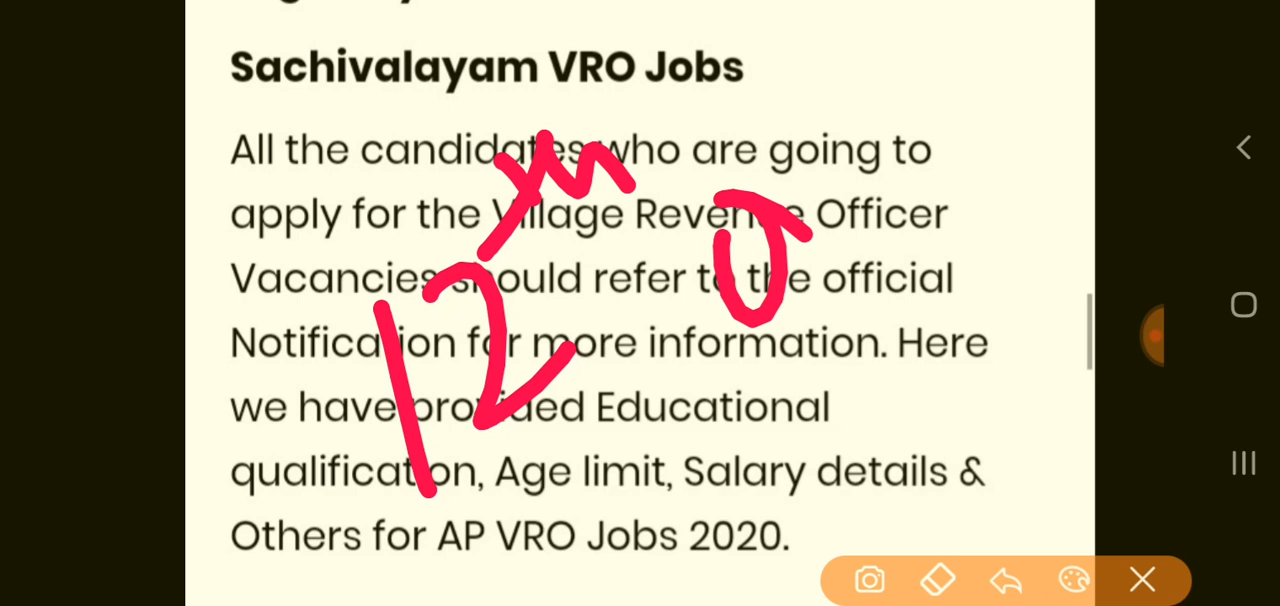 Sachivalayam VRO Jobs
All the candidates who are going to
apply for the Village Revenue Officer
Vacancies should refer to the official
Notification for more information. Here
we have provided Educational
qualification, Age limit, Salary details &
Others for AP VRO Jobs 2020.
12